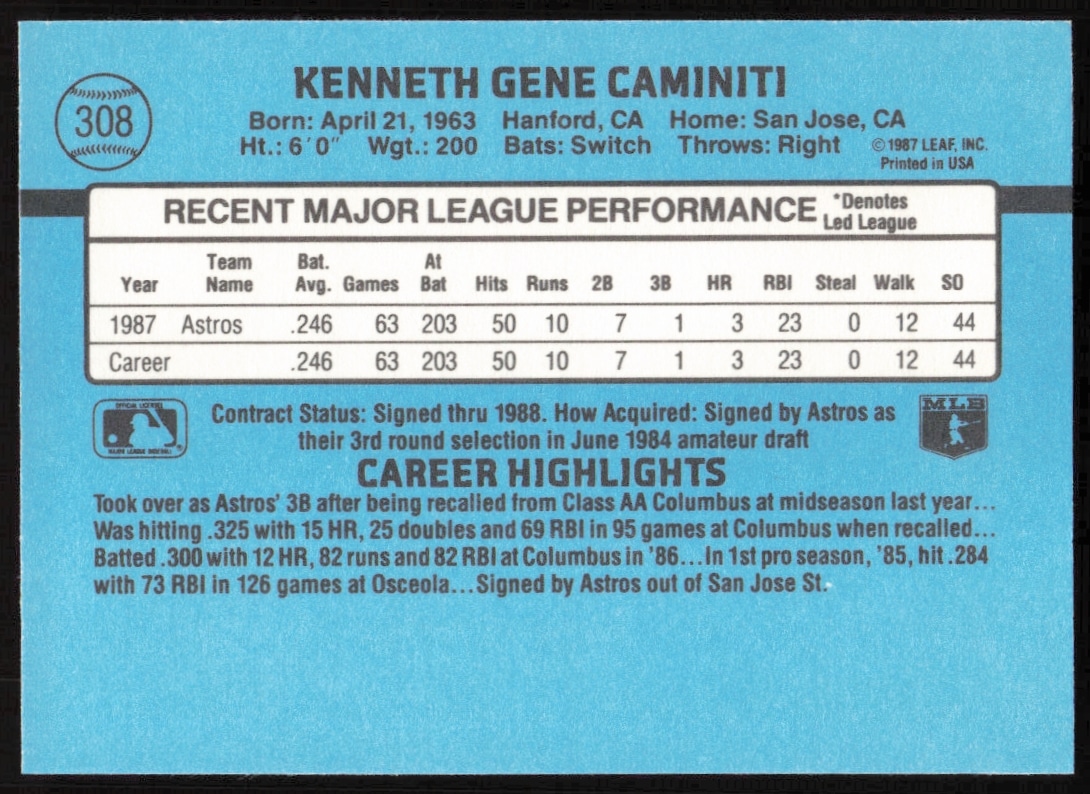 308
KENNETH GENE CAMINITI
Born: April 21, 1963 Hanford, CA Home: San Jose, CA
Ht.: 6'0" Wgt.: 200 Bats: Switch Throws: Right
©1987 LEAF, INC.
Printed in USA
RECENT MAJOR LEAGUE PERFORMANCE
*Denotes
Led League
Year Team Name Bat. Avg. Games At Bat Hits Runs 2B 3B HR RBI Steal Walk SO
1987 Astros .246 63 203 50 10 7 1 3 23 0 12 44
Career .246 63 203 50 10 7 1 3 23 0 12 44
OFFICIAL LICENSEE
MAJOR LEAGUE BASEBALL
®
MLB
Contract Status: Signed thru 1988. How Acquired: Signed by Astros as
their 3rd round selection in June 1984 amateur draft
CAREER HIGHLIGHTS
Took over as Astros' 3B after being recalled from Class AA Columbus at midseason last year...
Was hitting .325 with 15 HR, 25 doubles and 69 RBI in 95 games at Columbus when recalled...
Batted .300 with 12 HR, 82 runs and 82 RBI at Columbus in '86...In 1st pro season, '85, hit .284
with 73 RBI in 126 games at Osceola...Signed by Astros out of San Jose St.